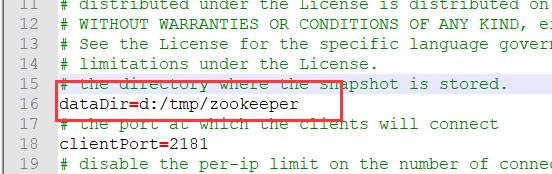 11 # distributed under the License is distributed on
12 # WITHOUT WARRANTIES OR CONDITIONS OF ANY KIND,
13 # See the License for the specific language
14 # limitations under the License.
15 # the directory where the snapshot is stored.
16 dataDir=d:/tmp/zookeeper
17 # the port at which the clients will connect
18 clientPort=2181
19 # disable the per-ip limit on the number of